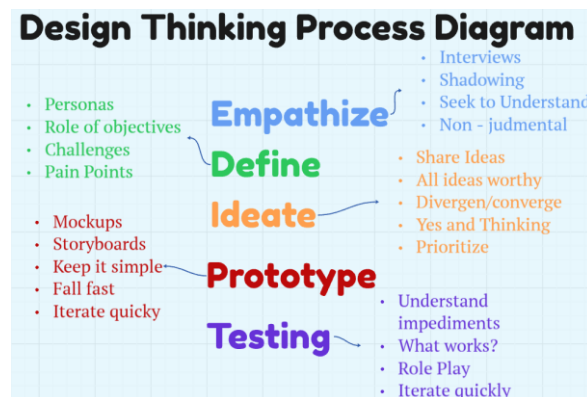 Design Thinking Process Diagram
Empathize
• Interviews
• Shadowing
• Seek to Understand
• Non - judmental
Define
• Personas
• Role of objectives
• Challenges
• Pain Points
Ideate
• Share Ideas
• All ideas worthy
• Divergen/converge
• Yes and Thinking
• Prioritize
Prototype
• Mockups
• Storyboards
• Keep it simple
• Fall fast
• Iterate quicky
Testing
• Understand
impediments
• What works?
• Role Play
• Iterate quickly